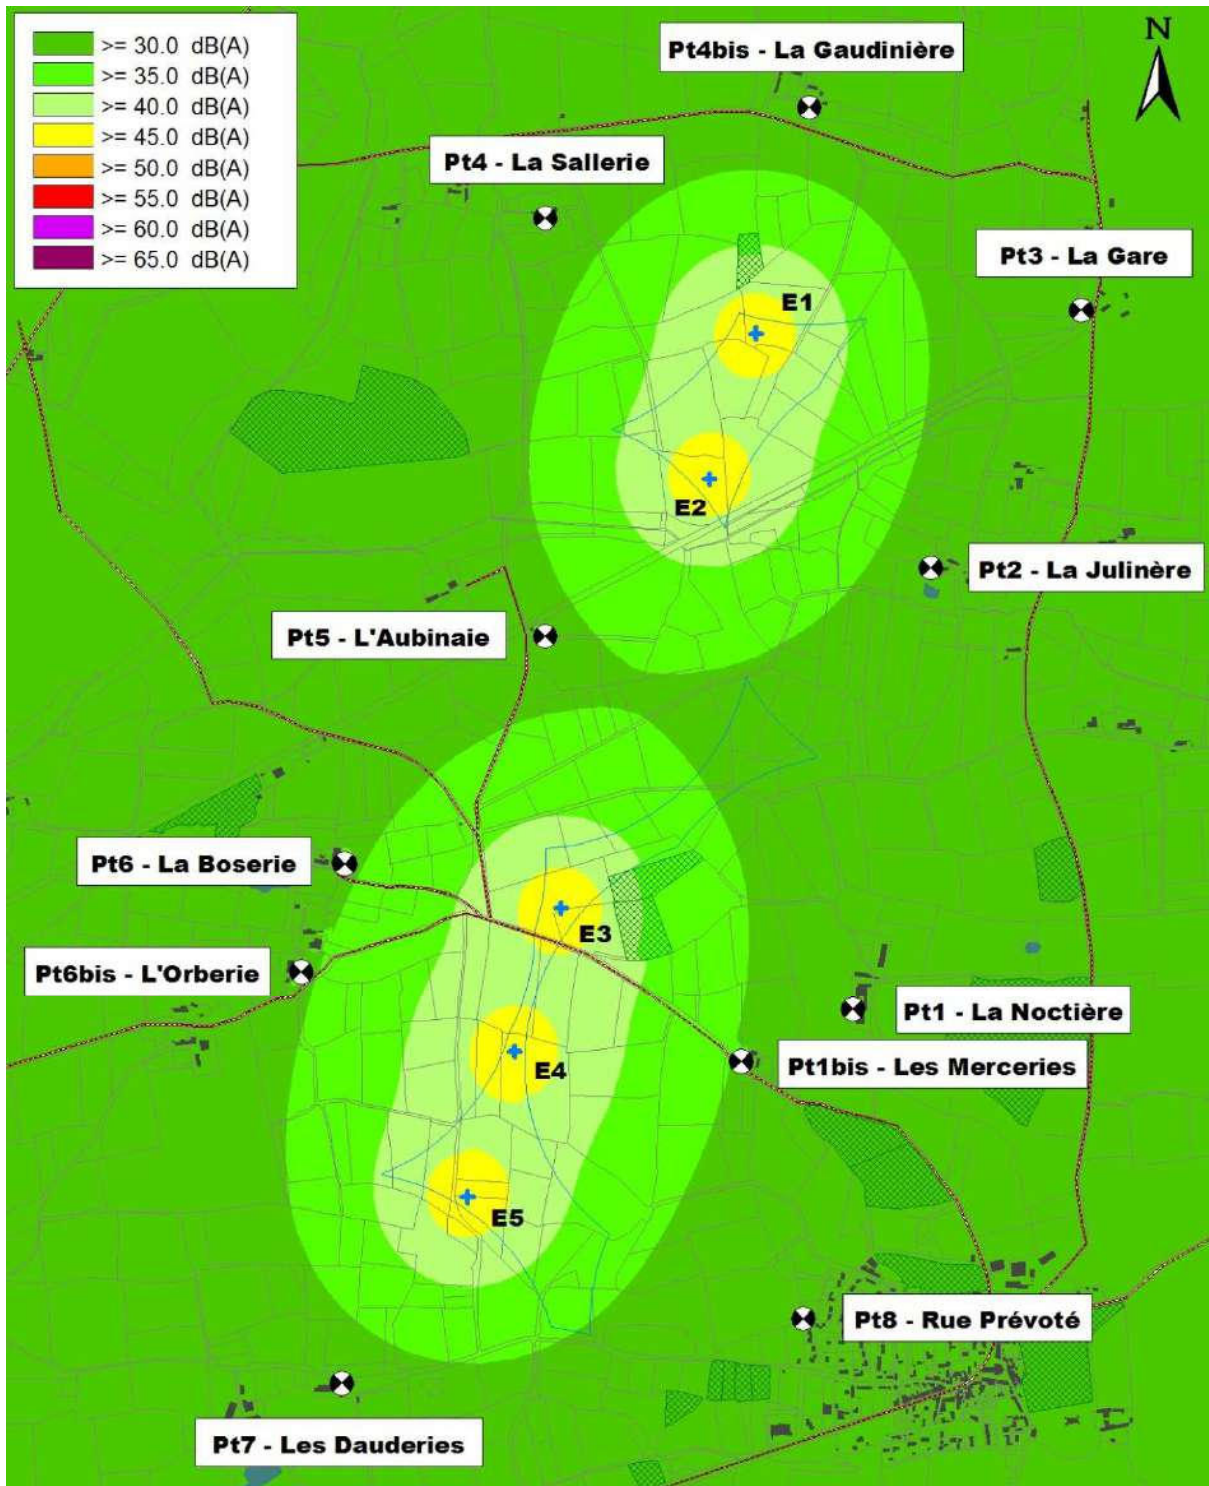 >= 30.0 dB(A)
>= 35.0 dB(A)
>= 40.0 dB(A)
>= 45.0 dB(A)
>= 50.0 dB(A)
>= 55.0 dB(A)
>= 60.0 dB(A)
>= 65.0 dB(A)
N
Pt4bis - La Gaudinière
Pt4 - La Sallerie
Pt3 - La Gare
E1
E2
Pt2 - La Julinère
Pt5 - L'Aubinaie
Pt6 - La Boserie
E3
Pt6bis - L'Orberie
Pt1 - La Noctière
E4
Pt1bis - Les Merceries
E5
Pt8 - Rue Prévoté
Pt7 - Les Dauderies